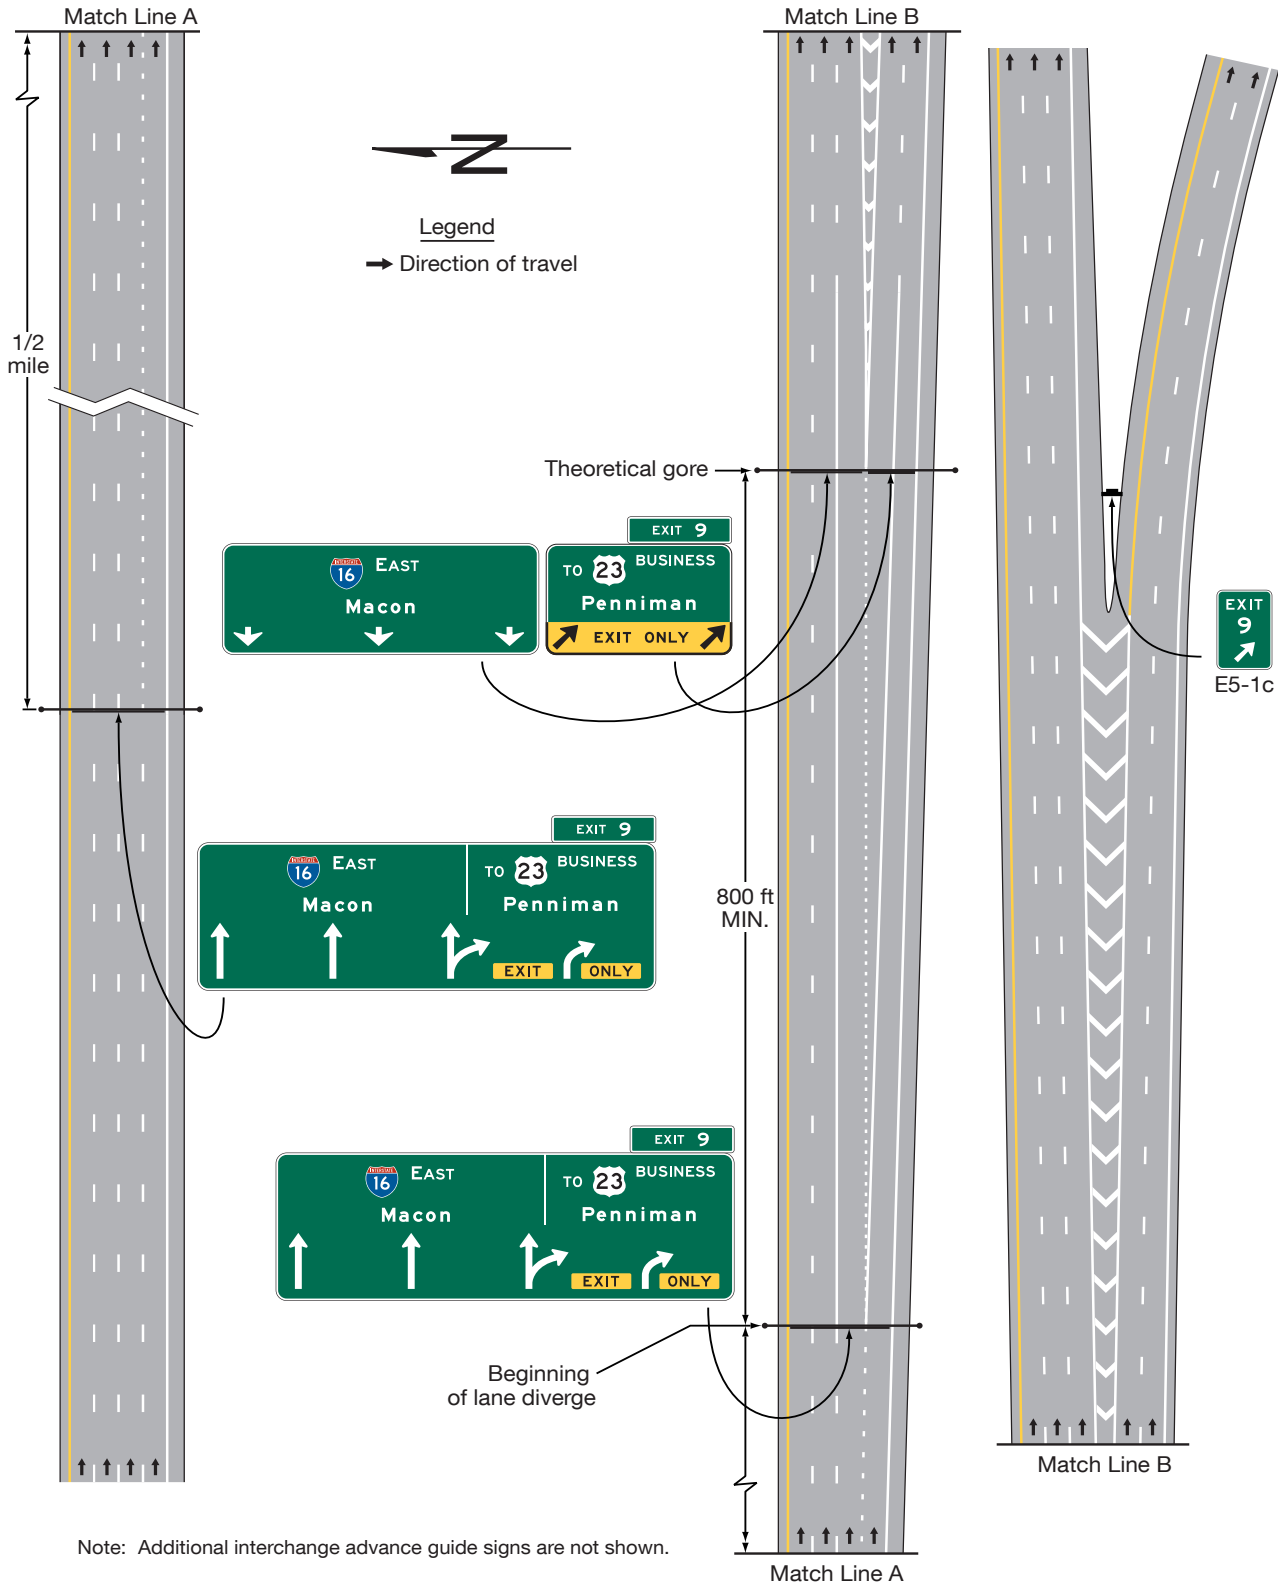 Match Line A
Match Line B
N
Legend
Direction of travel
1/2
mile
Theoretical gore
EXIT 9
INTERSTATE
16 EAST
Macon
TO 23 BUSINESS
Penniman
EXIT ONLY
EXIT
9
E5-1c
EXIT 9
INTERSTATE
16 EAST
Macon
TO 23 BUSINESS
Penniman
EXIT ONLY
800 ft
MIN.
EXIT 9
INTERSTATE
16 EAST
Macon
TO 23 BUSINESS
Penniman
EXIT ONLY
Beginning
of lane diverge
Match Line B
Note: Additional interchange advance guide signs are not shown.
Match Line A